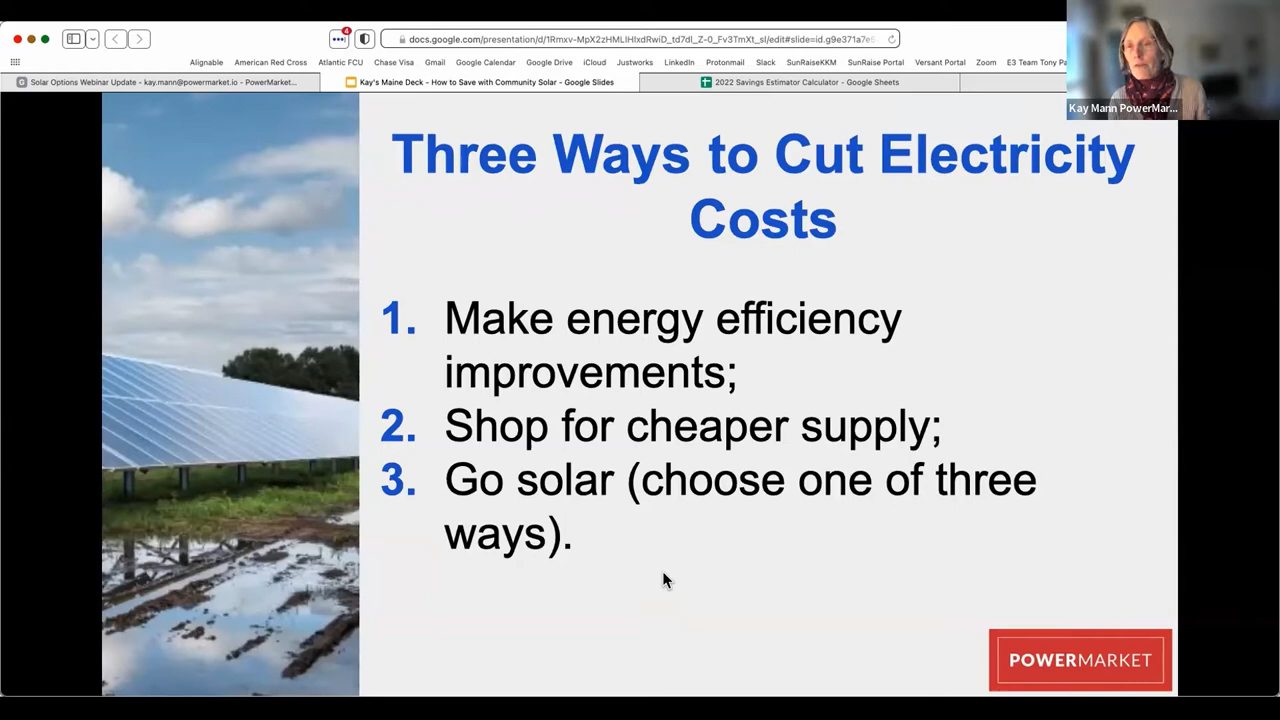 4
docs.google.com/presentation/d/1Rmxv-MpX2zHMLIHlxdRwiD_td7dI_Z-0_Fv3TmXt_sI/edit#slide=id.g9e371a7e5
Alignable American Red Cross Atlantic FCU Chase Visa Gmail Google Calendar Google Drive iCloud Justworks LinkedIn Protonmail Slack SunRaiseKKM SunRaise Portal Versant Portal Zoom E3 Team Tony Pa
Solar Options Webinar Update - kay.mann@powermarket.io - PowerMarket...
Kay's Maine Deck - How to Save with Community Solar - Google Slides
2022 Savings Estimator Calculator - Google Sheets
Kay Mann PowerMar...
Three Ways to Cut Electricity
Costs
1. Make energy efficiency
improvements;
2. Shop for cheaper supply;
3. Go solar (choose one of three
ways).
POWERMARKET